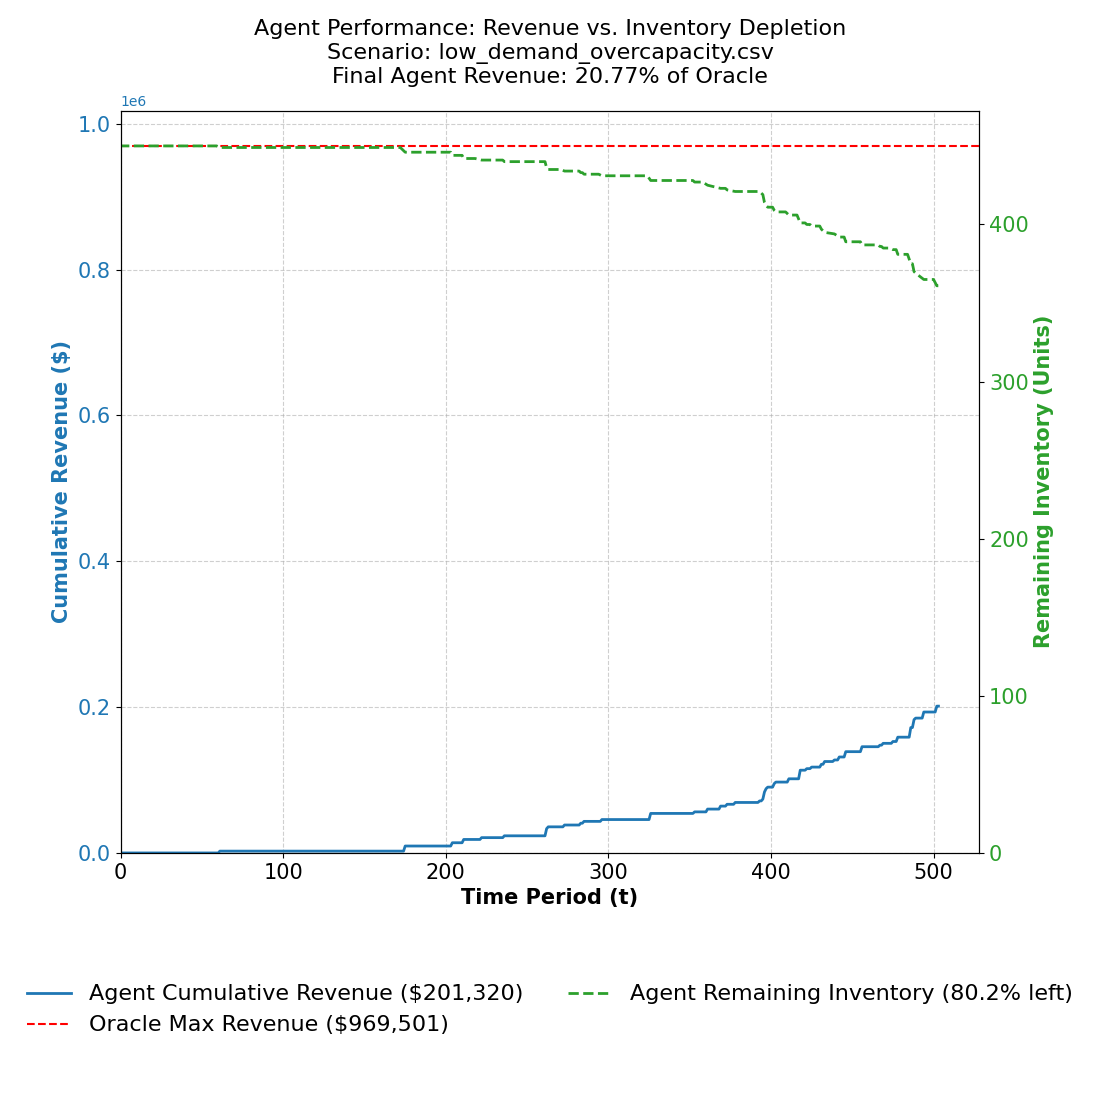 Agent Performance: Revenue vs. Inventory Depletion
Scenario: low_demand_overcapacity.csv
Final Agent Revenue: 20.77% of Oracle
1e6
1.0
0.8
0.6
0.4
0.2
0.0
Cumulative Revenue ($)
400
300
200
100
0
Remaining Inventory (Units)
0 100 200 300 400 500
Time Period (t)
Agent Cumulative Revenue ($201,320)
Oracle Max Revenue ($969,501)
Agent Remaining Inventory (80.2% left)